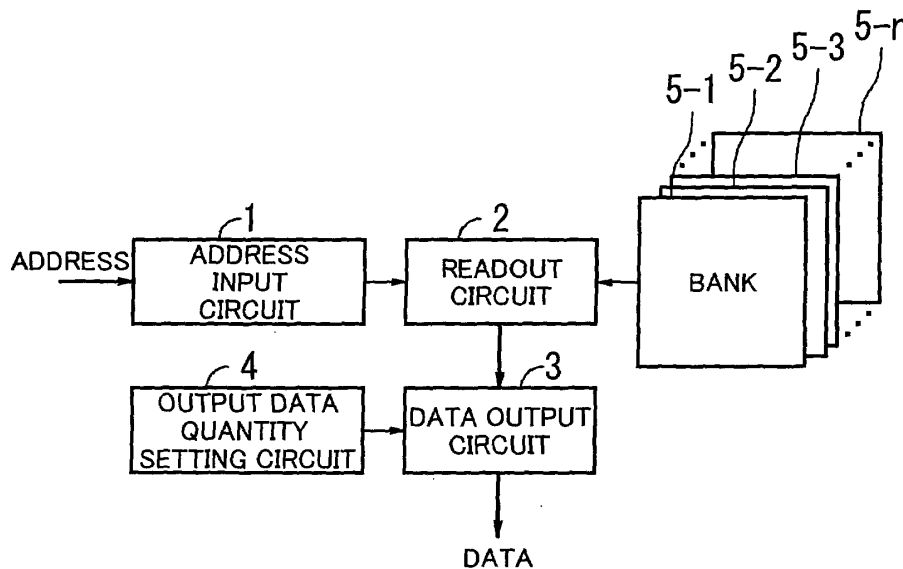 5-n
5-3
5-2
5-1
1
2
ADDRESS
ADDRESS
INPUT
CIRCUIT
READOUT
CIRCUIT
BANK
4
3
OUTPUT DATA
QUANTITY
SETTING CIRCUIT
DATA OUTPUT
CIRCUIT
DATA